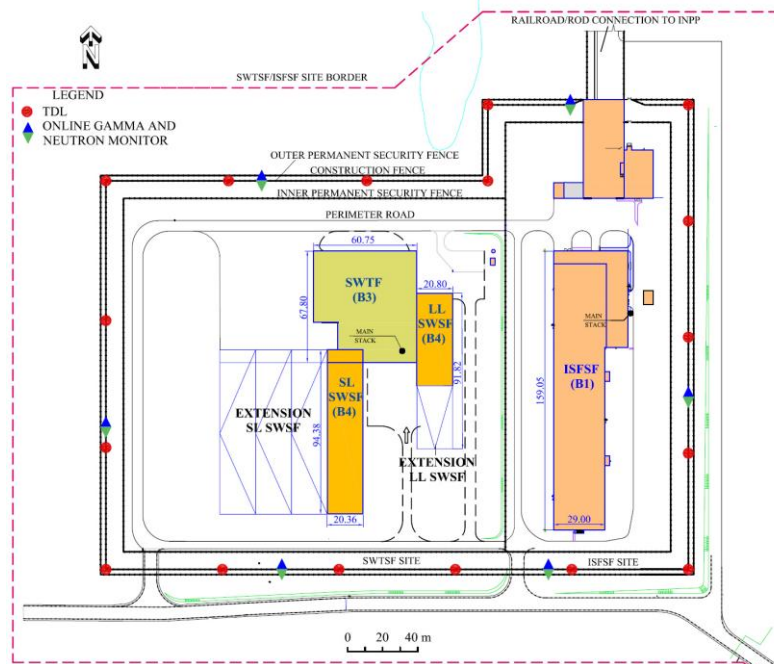 RAILROAD/ROD CONNECTION TO INPP
N
SWTSF/ISFSF SITE BORDER
LEGEND
TDL
ONLINE GAMMA AND
NEUTRON MONITOR
OUTER PERMANENT SECURITY FENCE
CONSTRUCTION FENCE
INNER PERMANENT SECURITY FENCE
PERIMETER ROAD
60.75
67.80
SWTF
(B3)
MAIN
STACK
20.80
LL
SWSF
(B4)
91.82
MAIN
STACK
ISFSF
(B1)
159.05
29.00
SL
SWSF
(B4)
94.38
20.36
EXTENSION
SL SWSF
EXTENSION
LL SWSF
SWTSF SITE
ISFSF SITE
0 20 40 m